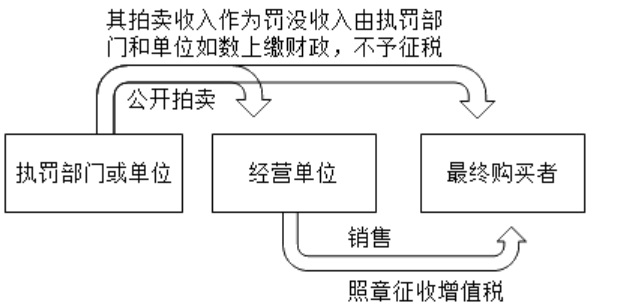 其拍卖收入作为罚没收入由执罚部
门和单位如数上缴财政，不予征税
公开拍卖
执罚部门或单位
经营单位
最终购买者
销售
照章征收增值税